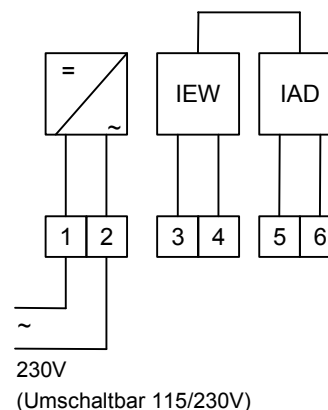 =
~
IEW
IAD
1 2 3 4 5 6
~
230V
(Umschaltbar 115/230V)